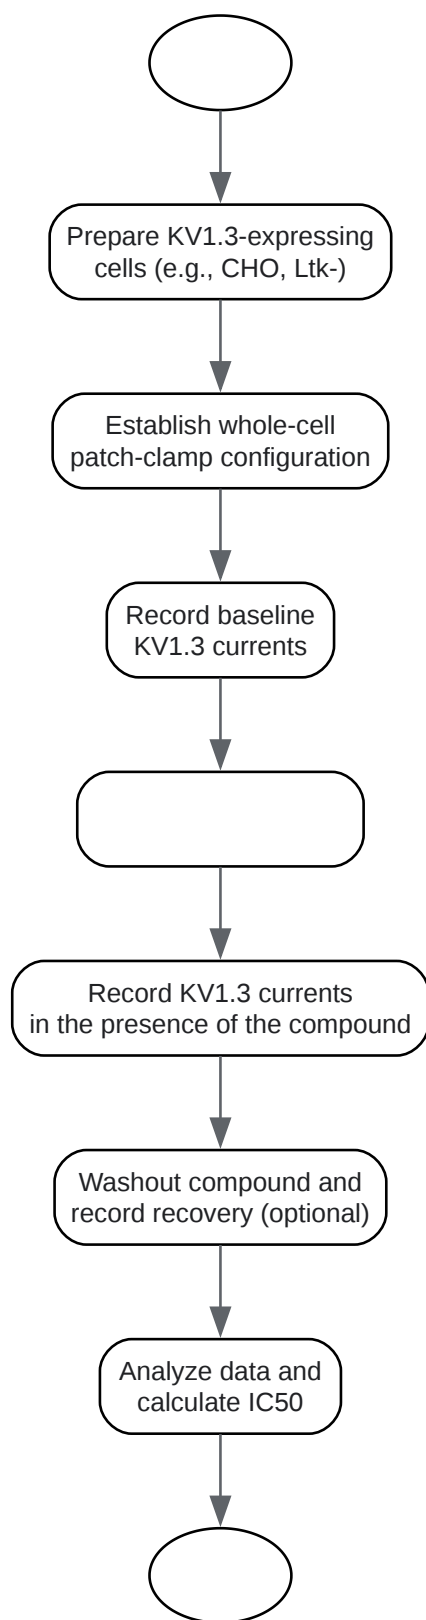 Prepare KV1.3-expressing
cells (e.g., CHO, Ltk-)
Establish whole-cell
patch-clamp configuration
Record baseline
KV1.3 currents
Record KV1.3 currents
in the presence of the compound
Washout compound and
record recovery (optional)
Analyze data and
calculate IC50